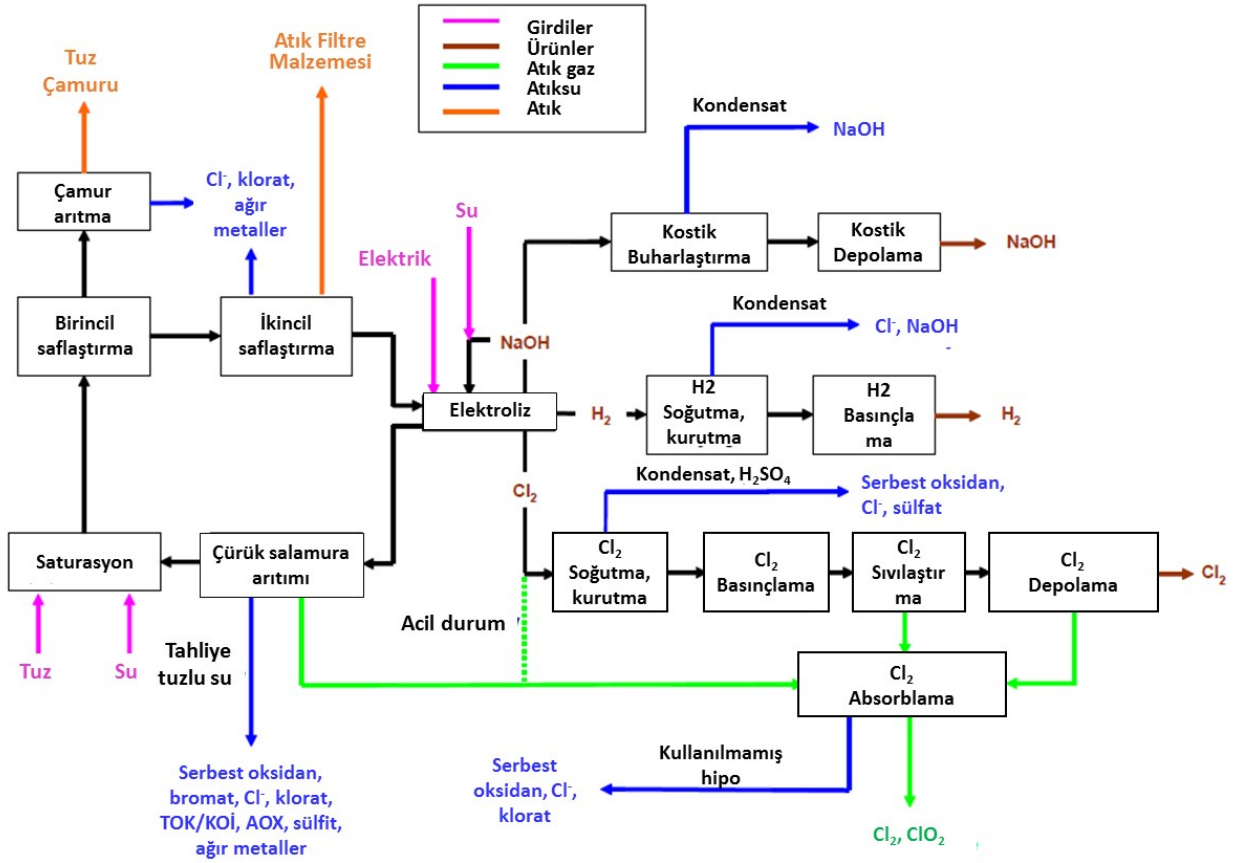 Girdiler
Ürünler
Atık gaz
Atıksu
Atık
Tuz
Çamuru
Atık Filtre
Malzemesi
Kondensat
NaOH
Çamur
arıtma
Cl⁻, klorat,
ağır
metaller
Su
Elektrik
Kostik
Buharlaştırma
Kostik
Depolama
NaOH
Birincil
saflaştırma
İkincil
saflaştırma
NaOH
Kondensat
Cl⁻, NaOH
Elektroliz
H₂
H2
Soğutma,
kurutma
H2
Basınçla
ma
H₂
Cl₂
Kondensat, H₂SO₄
Serbest oksidan,
Cl⁻, sülfat
Saturasyon
Çürük salamura
arıtımı
Cl₂
Soğutma,
kurutma
Cl₂
Basınçlama
Cl₂
Sıvılaştır
ma
Cl₂
Depolama
Cl₂
Acil durum
Tuz
Su
Tahliye
tuzlu su
Cl₂
Absorblama
Serbest oksidan,
bromat, Cl⁻, klorat,
TOK/KOİ, AOX, sülfit,
ağır metaller
Serbest
oksidan, Cl⁻,
klorat
Kullanılmamış
hipo
Cl₂, ClO₂